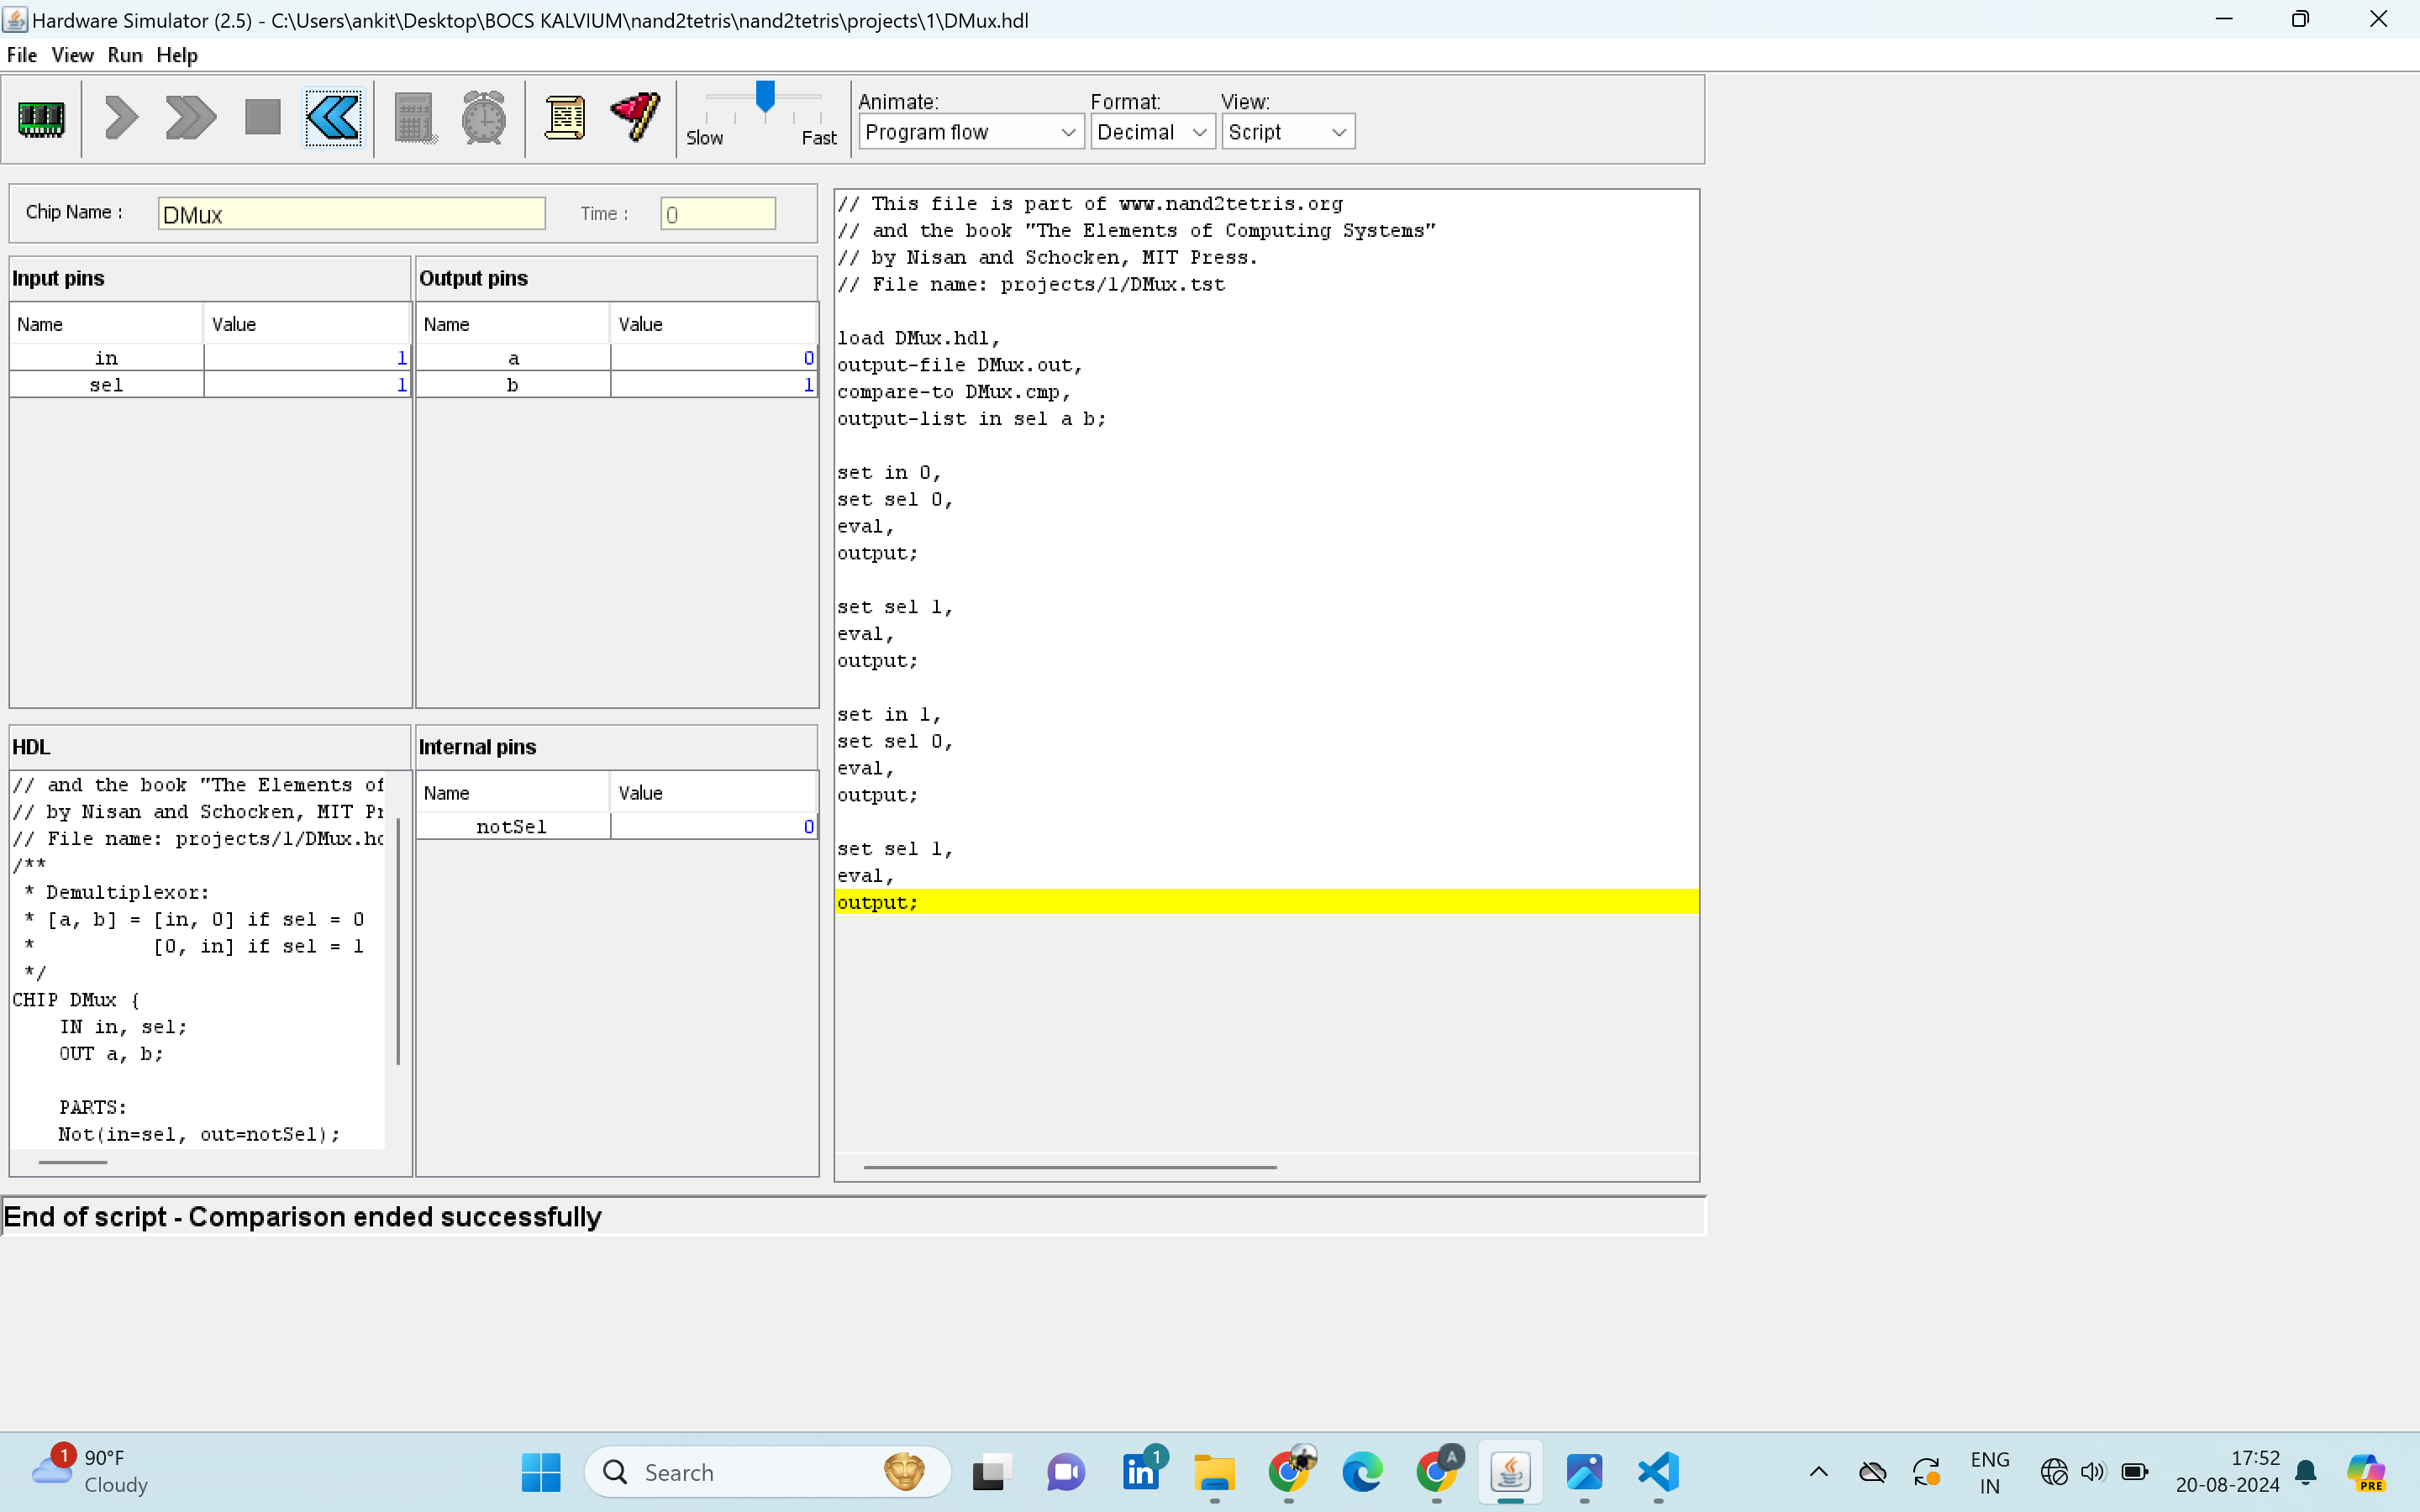 Hardware Simulator (2.5) - C:\Users\ankit\Desktop\BOCS KALVIUM\nand2tetris\nand2tetris\projects\1\DMux.hdl
File View Run Help
Slow Fast
Animate: Format: View:
Program flow Decimal Script
Chip Name : DMux Time : 0
Input pins
Name Value
in 1
sel 1
Output pins
Name Value
a 0
b 1
HDL
// and the book "The Elements of
// by Nisan and Schocken, MIT Pr
// File name: projects/1/DMux.hd
/**
* Demultiplexor:
* [a, b] = [in, 0] if sel = 0
* [0, in] if sel = 1
*/
CHIP DMux {
IN in, sel;
OUT a, b;
PARTS:
Not(in=sel, out=notSel);
Internal pins
Name Value
notSel 0
// This file is part of www.nand2tetris.org
// and the book "The Elements of Computing Systems"
// by Nisan and Schocken, MIT Press.
// File name: projects/1/DMux.tst
load DMux.hdl,
output-file DMux.out,
compare-to DMux.cmp,
output-list in sel a b;
set in 0,
set sel 0,
eval,
output;
set sel 1,
eval,
output;
set in 1,
set sel 0,
eval,
output;
set sel 1,
eval,
output;
End of script - Comparison ended successfully
1
90°F
Cloudy
Search
in
1
A
ENG
IN
17:52
20-08-2024
PRE